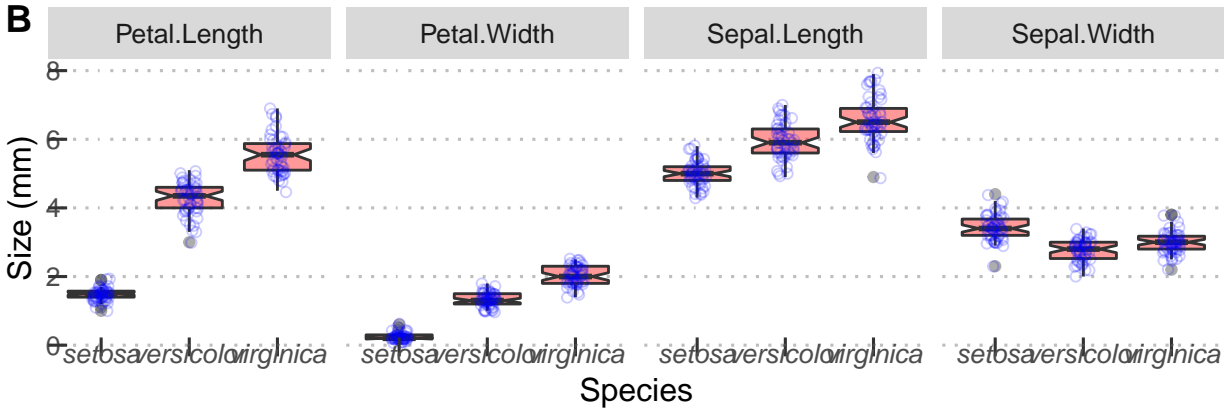 B
Petal.Length Petal.Width Sepal.Length Sepal.Width
Size (mm)
8
6
4
2
0
setosa versicolor virginica setosa versicolor virginica setosa versicolor virginica setosa versicolor virginica
Species